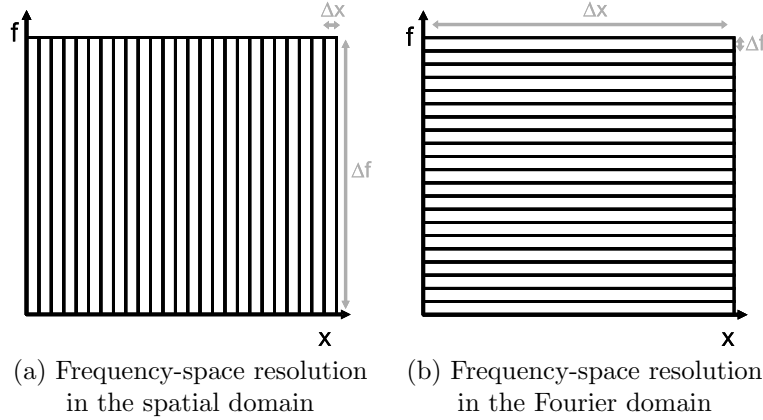 Δx
f
Δf
x
(a) Frequency-space resolution
in the spatial domain
Δx
f
Δf
x
(b) Frequency-space resolution
in the Fourier domain